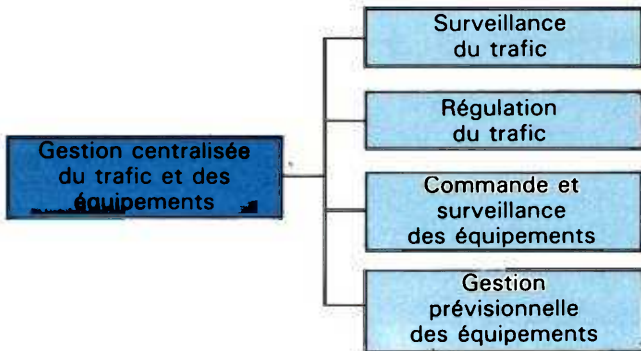 Gestion centralisée
du trafic et des
équipements
Surveillance
du trafic
Régulation
du trafic
Commande et
surveillance
des équipements
Gestion
prévisionnelle
des équipements